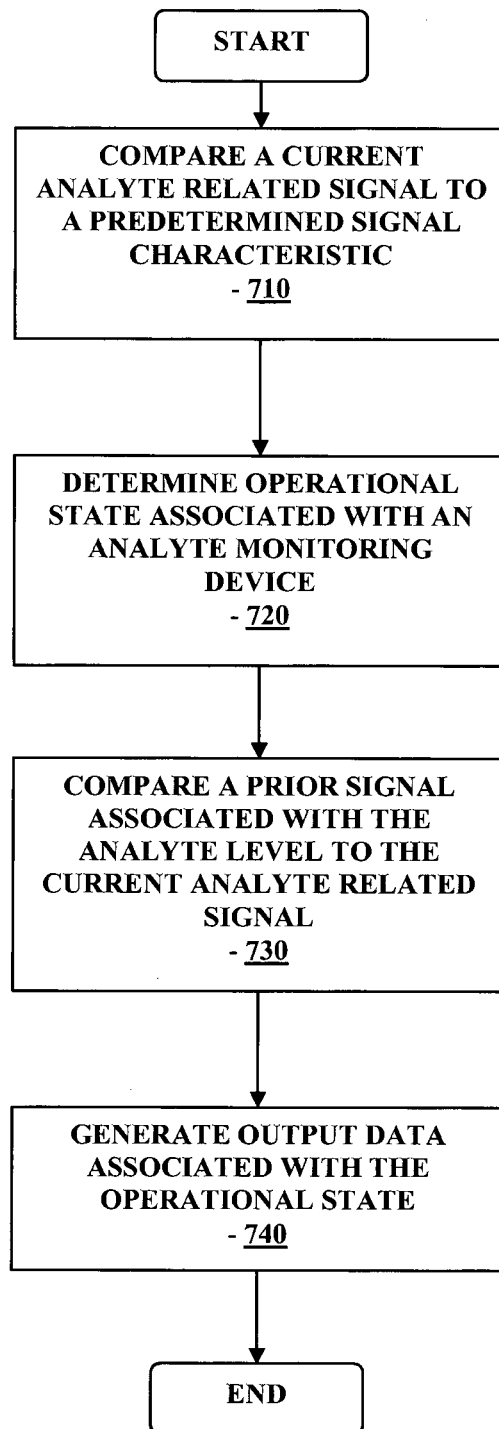 START
COMPARE A CURRENT
ANALYTE RELATED SIGNAL TO
A PREDETERMINED SIGNAL
CHARACTERISTIC
- 710
DETERMINE OPERATIONAL
STATE ASSOCIATED WITH AN
ANALYTE MONITORING
DEVICE
- 720
COMPARE A PRIOR SIGNAL
ASSOCIATED WITH THE
ANALYTE LEVEL TO THE
CURRENT ANALYTE RELATED
SIGNAL
- 730
GENERATE OUTPUT DATA
ASSOCIATED WITH THE
OPERATIONAL STATE
- 740
END